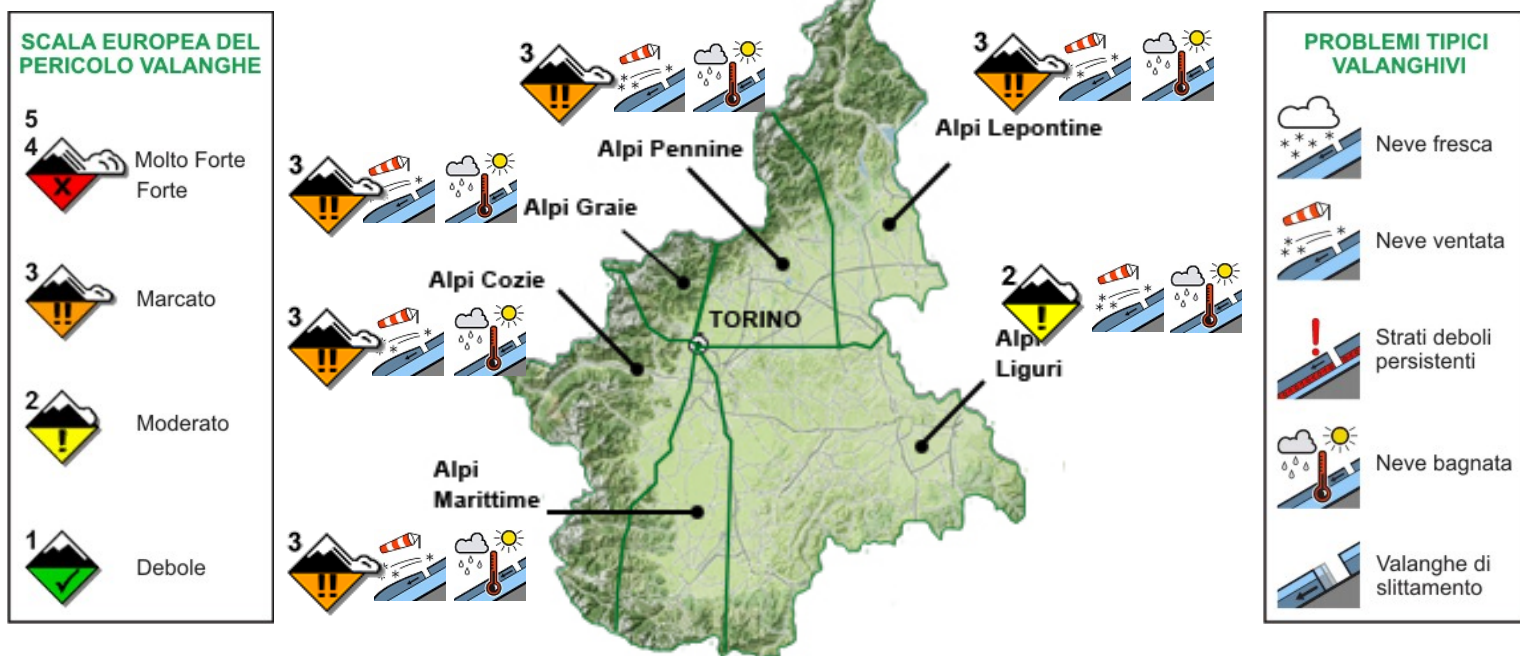 SCALA EUROPEA DEL
PERICOLO VALANGHE
5
4
Molto Forte
Forte
3
Marcato
2
Moderato
1
Debole
3
Alpi Pennine
3
Alpi Lepontine
3
Alpi Graie
3
Alpi Cozie
TORINO
2
Alpi
Liguri
3
Alpi
Marittime
PROBLEMI TIPICI
VALANGHIVI
Neve fresca
Neve ventata
Strati deboli
persistenti
Neve bagnata
Valanghe di
slittamento